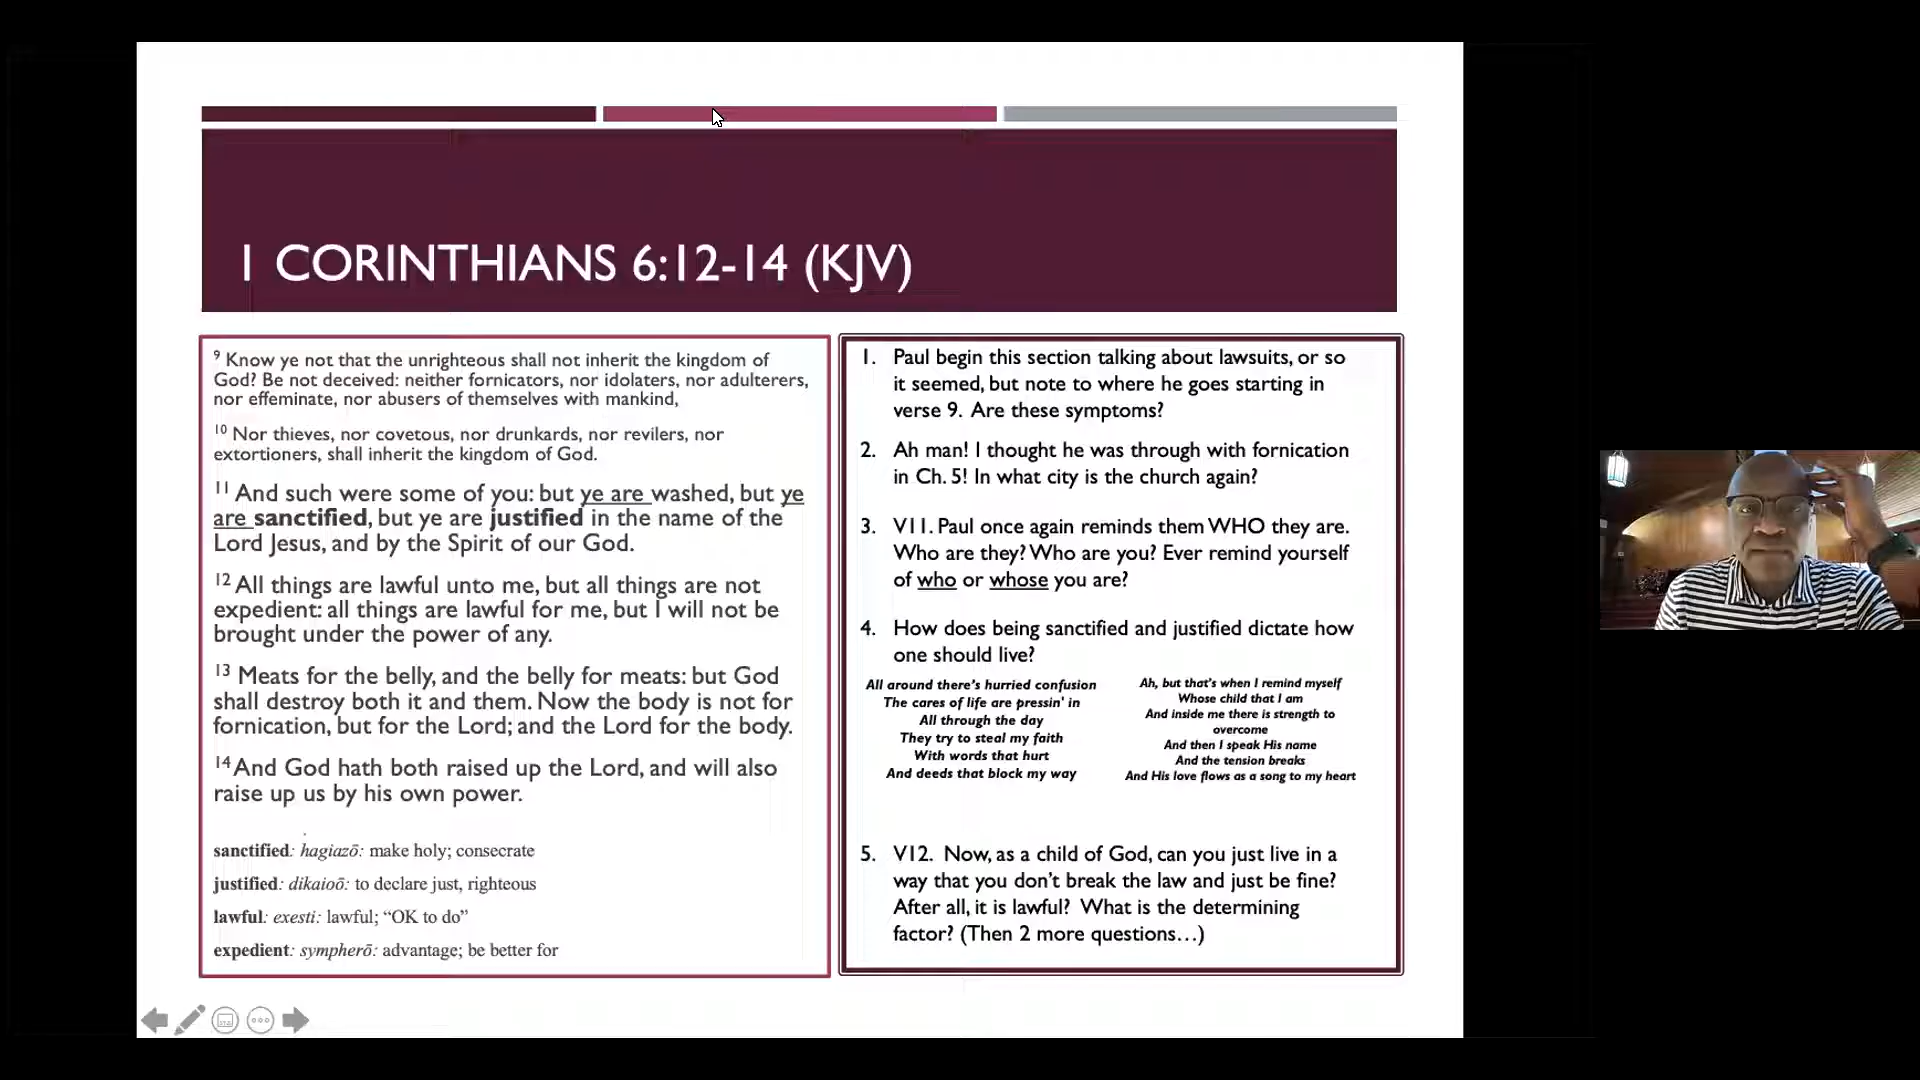 1 CORINTHIANS 6:12-14 (KJV)
9 Know ye not that the unrighteous shall not inherit the kingdom of
God? Be not deceived: neither fornicators, nor idolaters, nor adulterers,
nor effeminate, nor abusers of themselves with mankind,
10 Nor thieves, nor covetous, nor drunkards, nor revilers, nor
extortioners, shall inherit the kingdom of God.
11 And such were some of you: but ye are washed, but ye
are sanctified, but ye are justified in the name of the
Lord Jesus, and by the Spirit of our God.
12 All things are lawful unto me, but all things are not
expedient: all things are lawful for me, but I will not be
brought under the power of any.
13 Meats for the belly, and the belly for meats: but God
shall destroy both it and them. Now the body is not for
fornication, but for the Lord; and the Lord for the body.
14 And God hath both raised up the Lord, and will also
raise up us by his own power.
sanctified: hagiazō: make holy; consecrate
justified: dikaioō: to declare just, righteous
lawful: exesti: lawful; “OK to do”
expedient: sympherō: advantage; be better for
1. Paul begin this section talking about lawsuits, or so
it seemed, but note to where he goes starting in
verse 9. Are these symptoms?
2. Ah man! I thought he was through with fornication
in Ch. 5! In what city is the church again?
3. V11. Paul once again reminds them WHO they are.
Who are they? Who are you? Ever remind yourself
of who or whose you are?
4. How does being sanctified and justified dictate how
one should live?
All around there's hurried confusion
The cares of life are pressin' in
All through the day
They try to steal my faith
With words that hurt
And deeds that block my way
Ah, but that's when I remind myself
Whose child that I am
And inside me there is strength to
overcome
And then I speak His name
And the tension breaks
And His love flows as a song to my heart
5. V12. Now, as a child of God, can you just live in a
way that you don't break the law and just be fine?
After all, it is lawful? What is the determining
factor? (Then 2 more questions…)